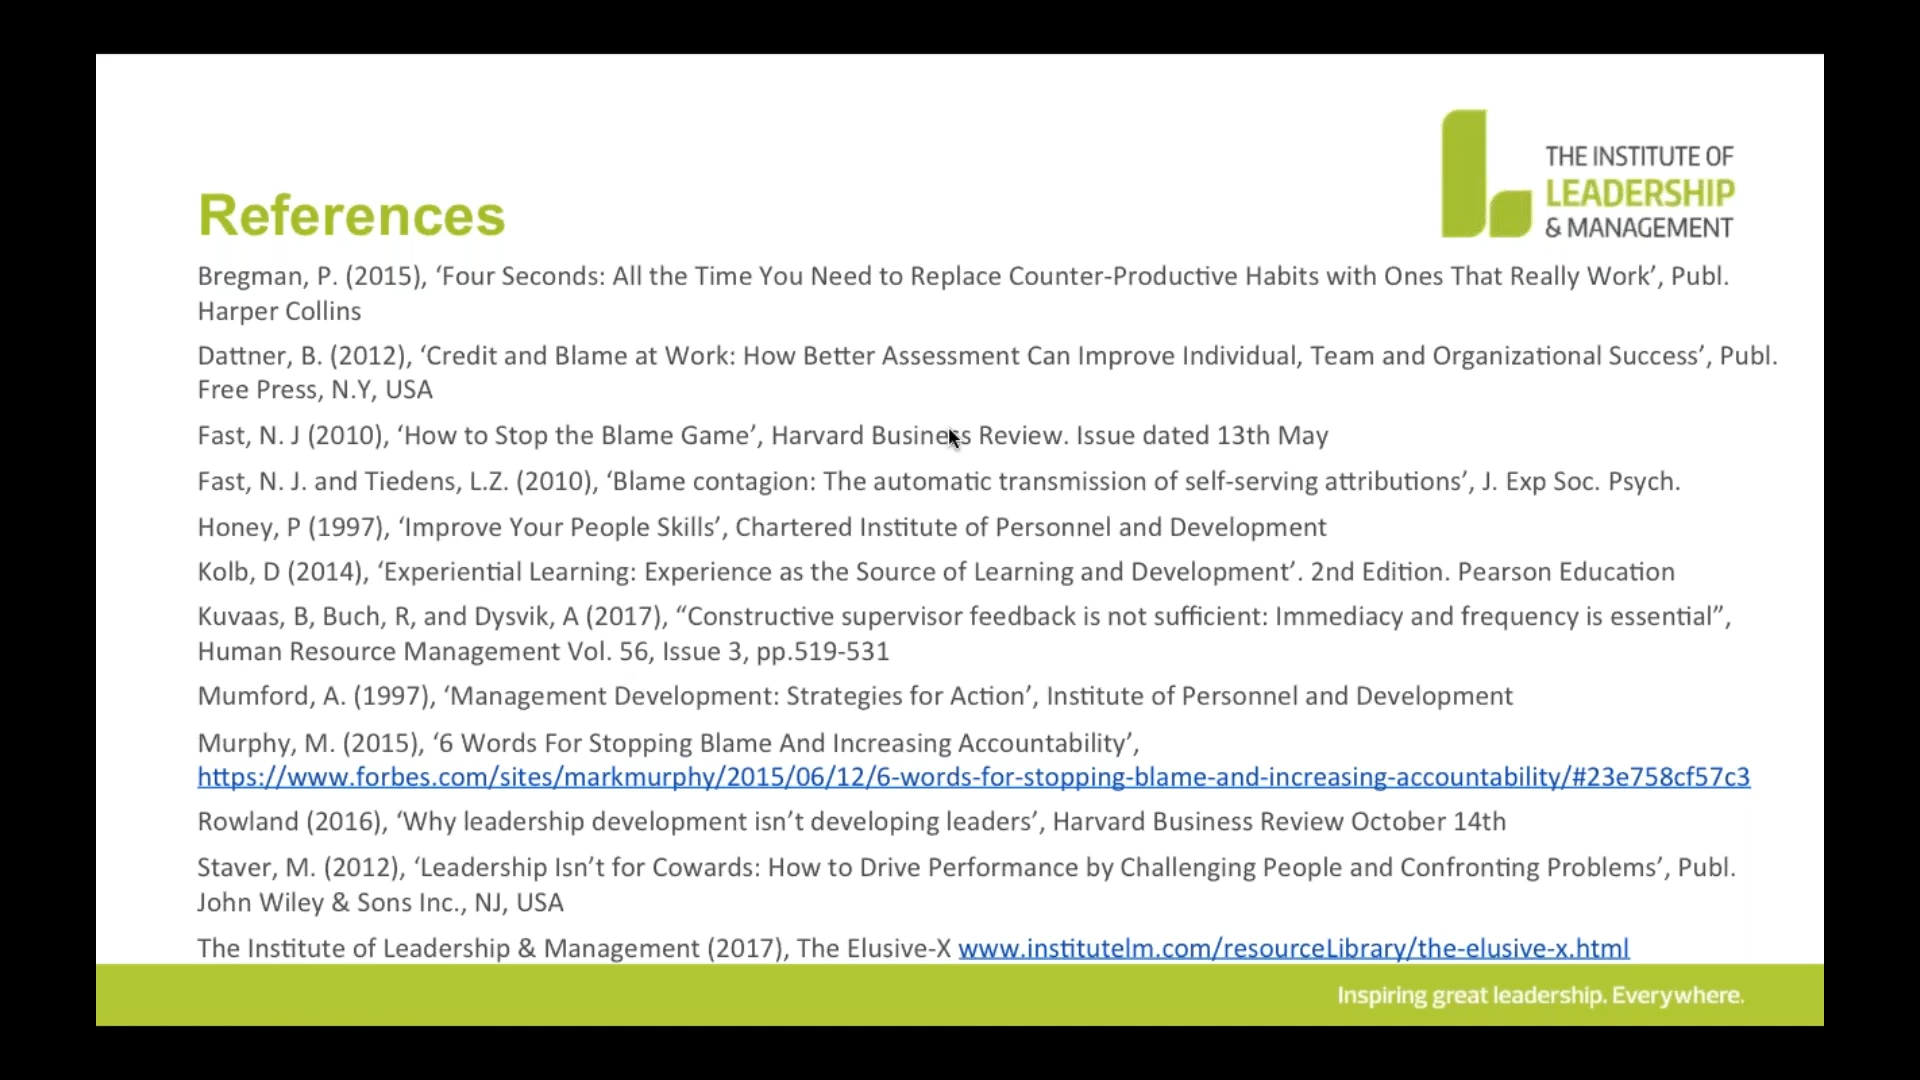 THE INSTITUTE OF
LEADERSHIP
& MANAGEMENT
References
Bregman, P. (2015), ‘Four Seconds: All the Time You Need to Replace Counter-Productive Habits with Ones That Really Work’, Publ.
Harper Collins
Dattner, B. (2012), ‘Credit and Blame at Work: How Better Assessment Can Improve Individual, Team and Organizational Success’, Publ.
Free Press, N.Y, USA
Fast, N. J (2010), ‘How to Stop the Blame Game’, Harvard Business Review. Issue dated 13th May
Fast, N. J. and Tiedens, L.Z. (2010), ‘Blame contagion: The automatic transmission of self-serving attributions’, J. Exp Soc. Psych.
Honey, P (1997), ‘Improve Your People Skills’, Chartered Institute of Personnel and Development
Kolb, D (2014), ‘Experiential Learning: Experience as the Source of Learning and Development’. 2nd Edition. Pearson Education
Kuvaas, B, Buch, R, and Dysvik, A (2017), “Constructive supervisor feedback is not sufficient: Immediacy and frequency is essential”,
Human Resource Management Vol. 56, Issue 3, pp.519-531
Mumford, A. (1997), ‘Management Development: Strategies for Action’, Institute of Personnel and Development
Murphy, M. (2015), ‘6 Words For Stopping Blame And Increasing Accountability’,
https://www.forbes.com/sites/markmurphy/2015/06/12/6-words-for-stopping-blame-and-increasing-accountability/#23e758cf57c3
Rowland (2016), ‘Why leadership development isn’t developing leaders’, Harvard Business Review October 14th
Staver, M. (2012), ‘Leadership Isn’t for Cowards: How to Drive Performance by Challenging People and Confronting Problems’, Publ.
John Wiley & Sons Inc., NJ, USA
The Institute of Leadership & Management (2017), The Elusive-X www.institutelm.com/resourceLibrary/the-elusive-x.html
Inspiring great leadership. Everywhere.